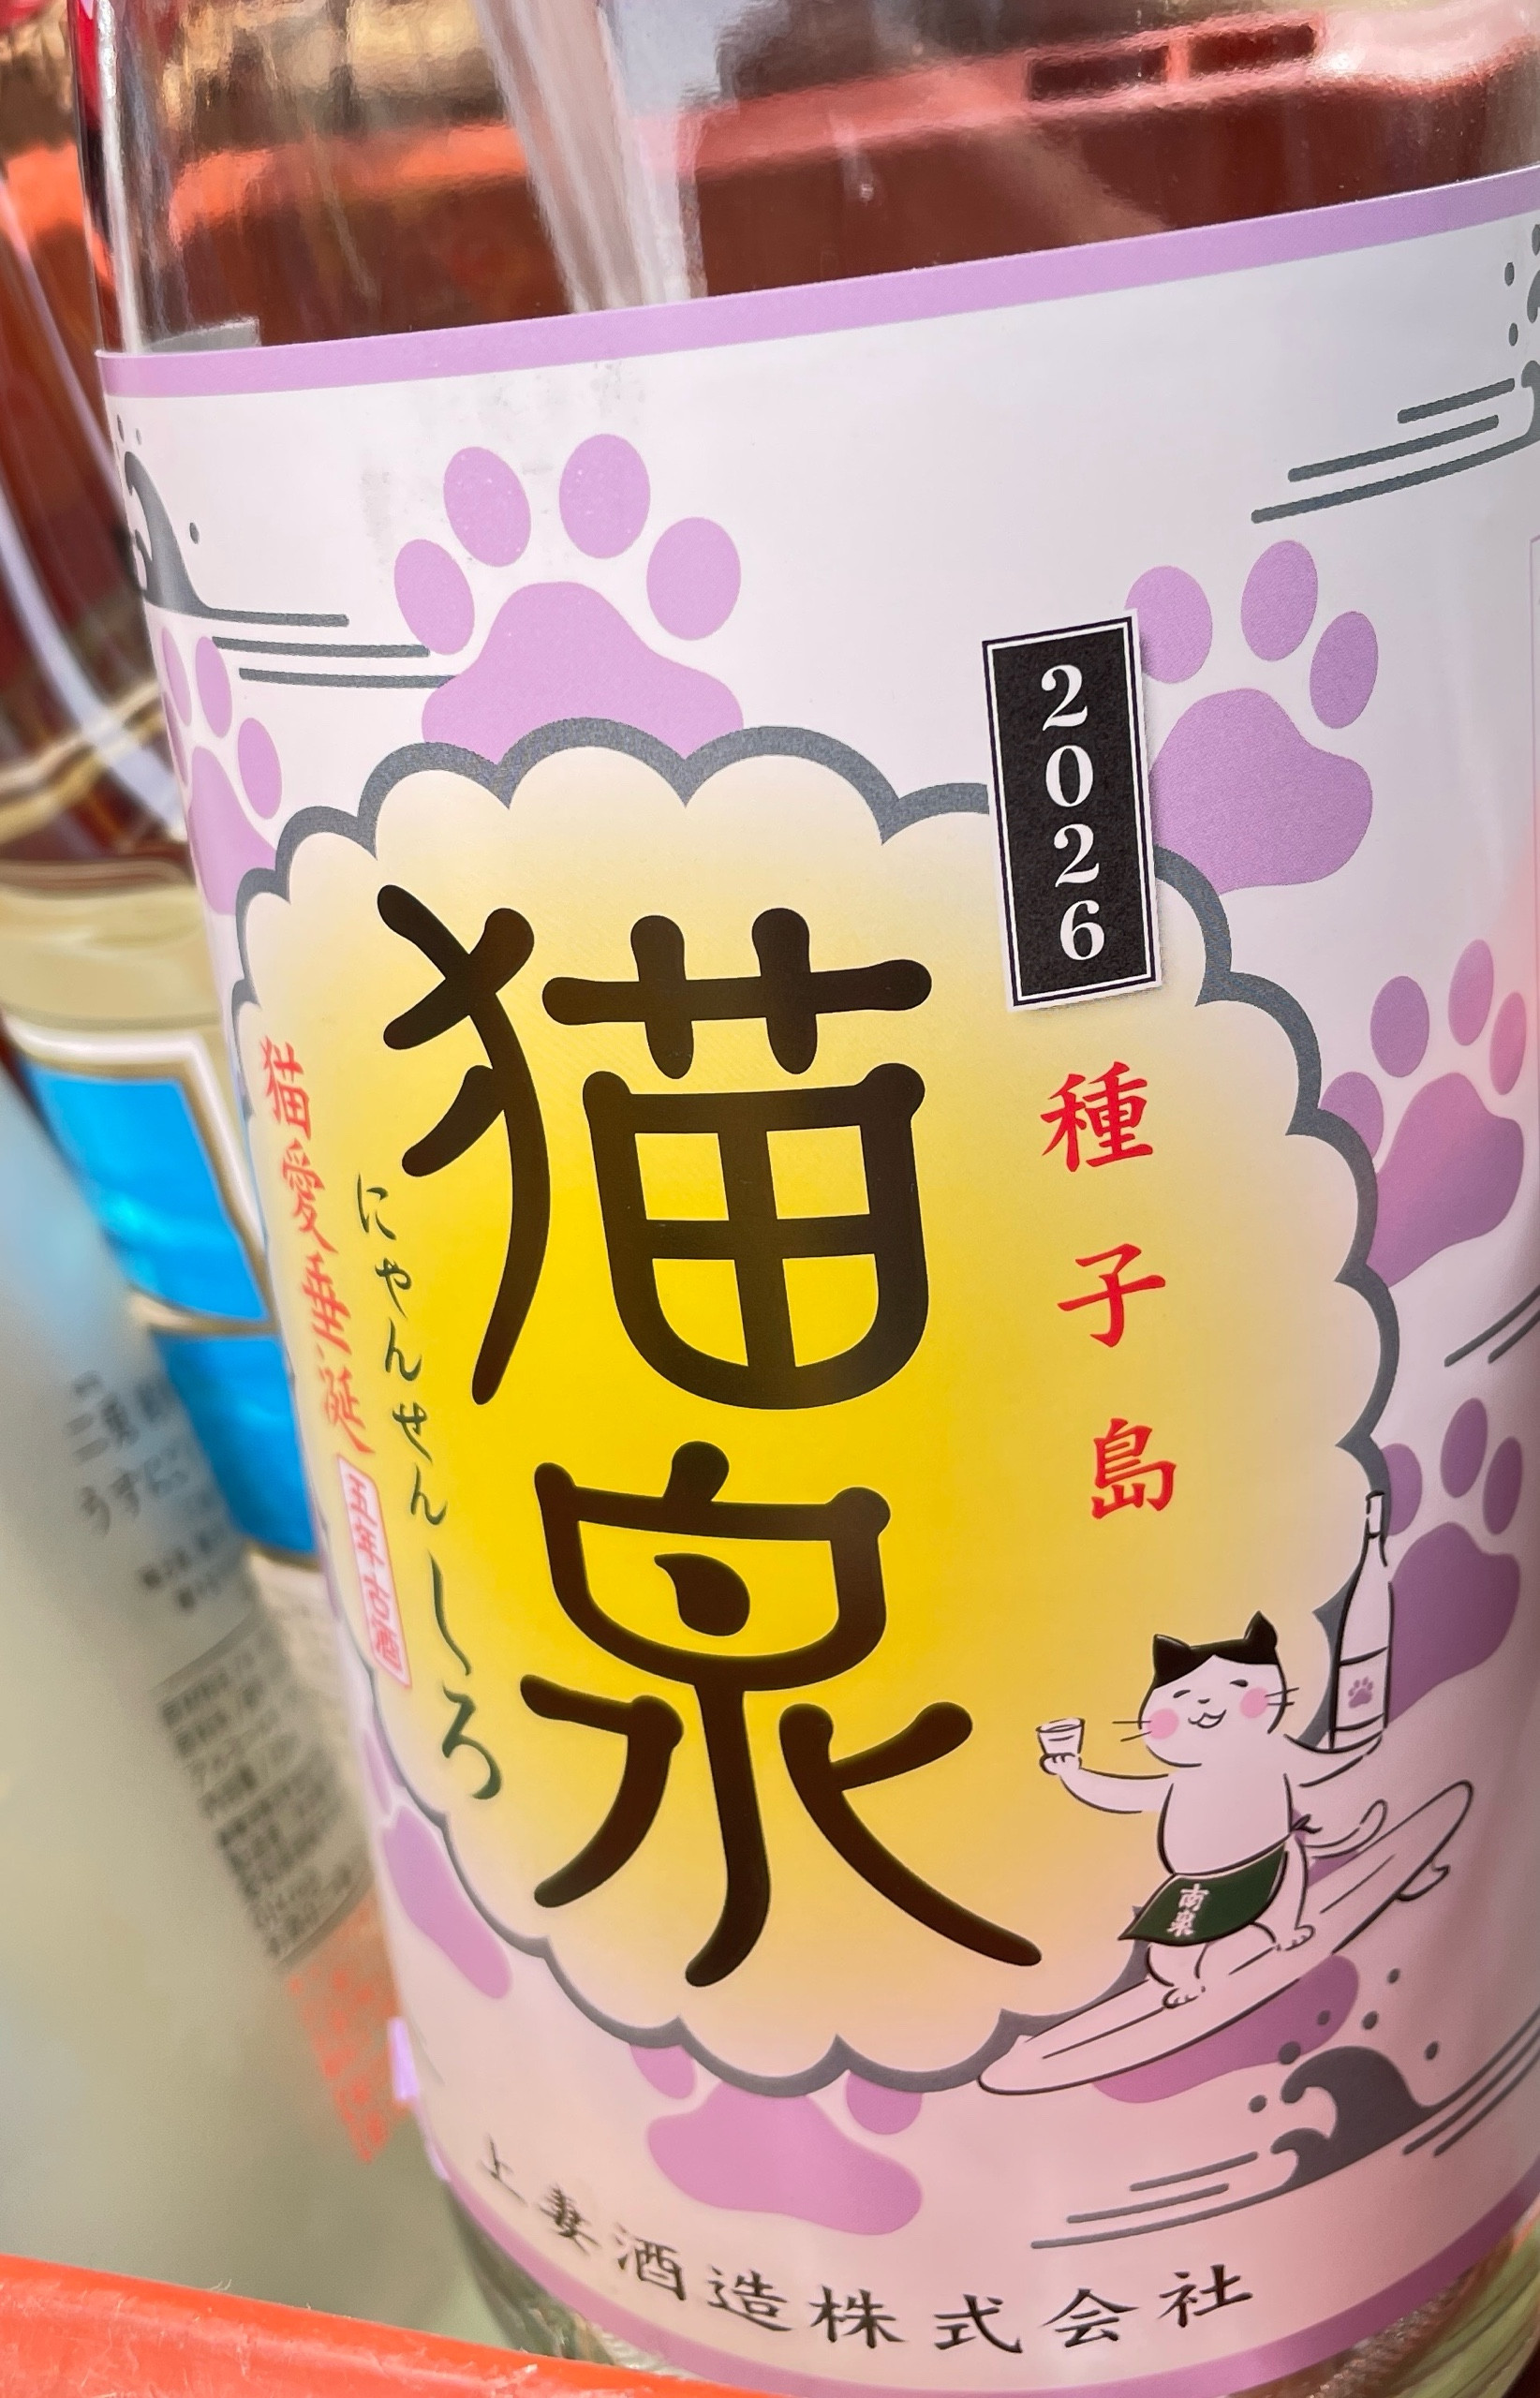 2026
種子島
猫泉
にゃんせん しろ
猫愛垂涎
五年古酒
南泉
上妻酒造株式会社